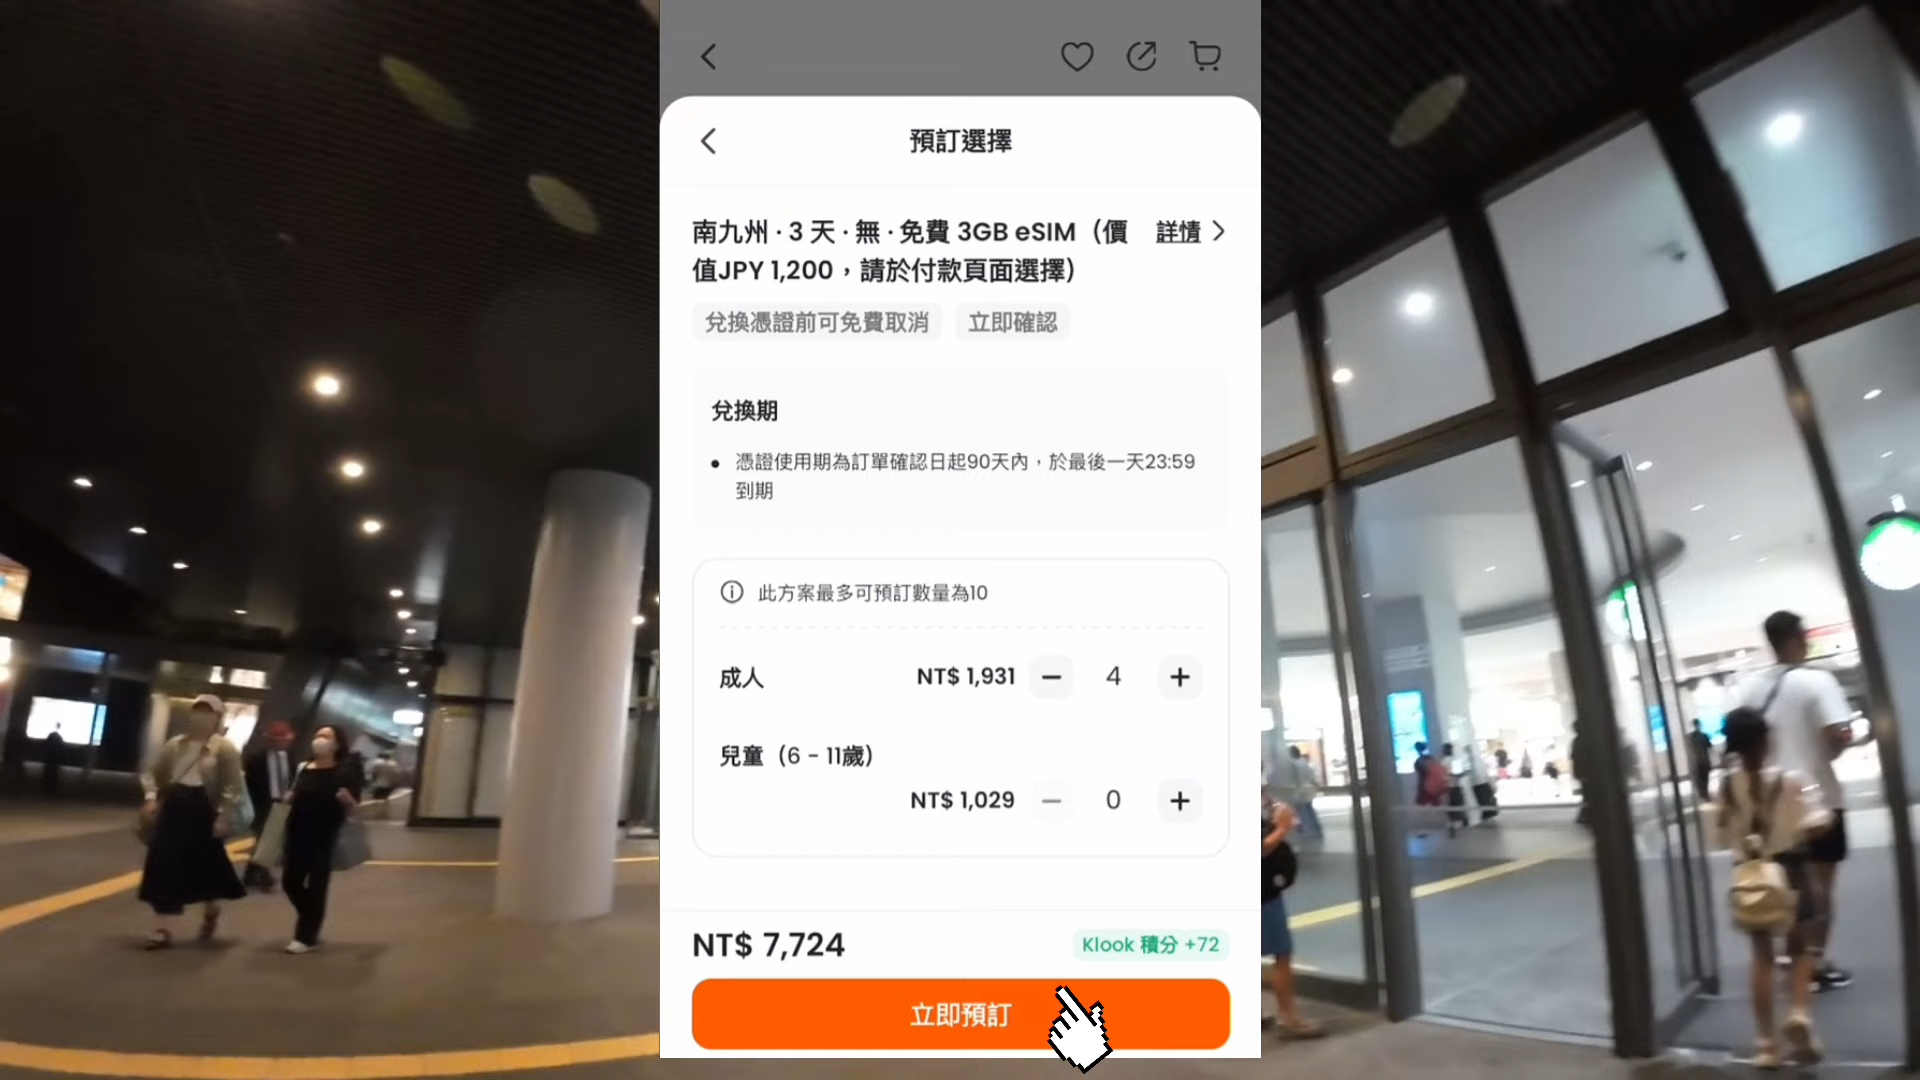 預訂選擇
南九州 · 3 天 · 無 · 免費 3GB eSIM（價
值JPY 1,200，請於付款頁面選擇）
詳情
兌換憑證前可免費取消
立即確認
兌換期
憑證使用期為訂單確認日起90天內，於最後一天23:59
到期
此方案最多可預訂數量為10
成人
NT$ 1,931
4
兒童（6 - 11歲）
NT$ 1,029
0
NT$ 7,724
Klook 積分 +72
立即預訂